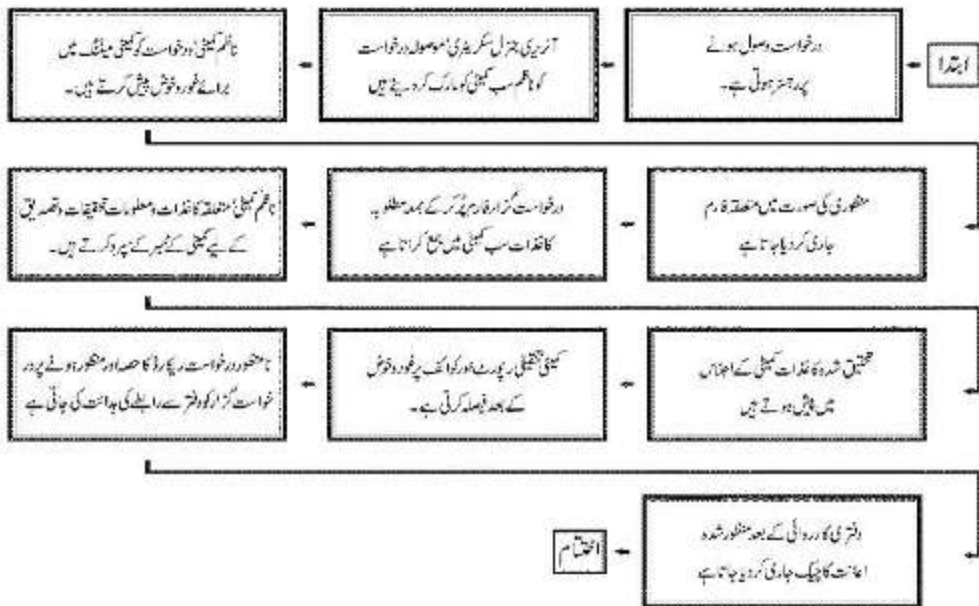 ابتدا
درخواست وصول ہونے
پر رجسٹر ہوتی ہے۔
آنریری جنرل سکریٹری' موصولہ درخواست
کو ناظم سب کمیٹی کو مارک کر دیتے ہیں
ناظم کمیٹی' درخواست کو کمیٹی میٹنگ میں
برائے غور و خوض پیش کرتے ہیں۔
منظوری کی صورت میں متعلقہ فارم
جاری کر دیا جاتا ہے
درخواست گزار فارم پُر کر کے بمعہ مطلوبہ
کاغذات سب کمیٹی میں جمع کراتا ہے
ناظم کمیٹی' متعلقہ کاغذات و معلومات تحقیقات و تصدیق
کے لیے کمیٹی کے ممبر کے سپرد کرتے ہیں۔
تحقیق شدہ کاغذات کمیٹی کے اجلاس
میں پیش ہوتے ہیں
کمیٹی تحقیقی رپورٹ اور کوائف پر غور و خوض
کے بعد فیصلہ کرتی ہے۔
نامنظور درخواست ریکارڈ کا حصہ اور منظور ہونے پر در
خواست گزار کو دفتر سے رابطے کی ہدائت کی جاتی ہے
دفتری کارروائی کے بعد منظور شدہ
اعانت کا چیک جاری کر دیا جاتا ہے
اختتام